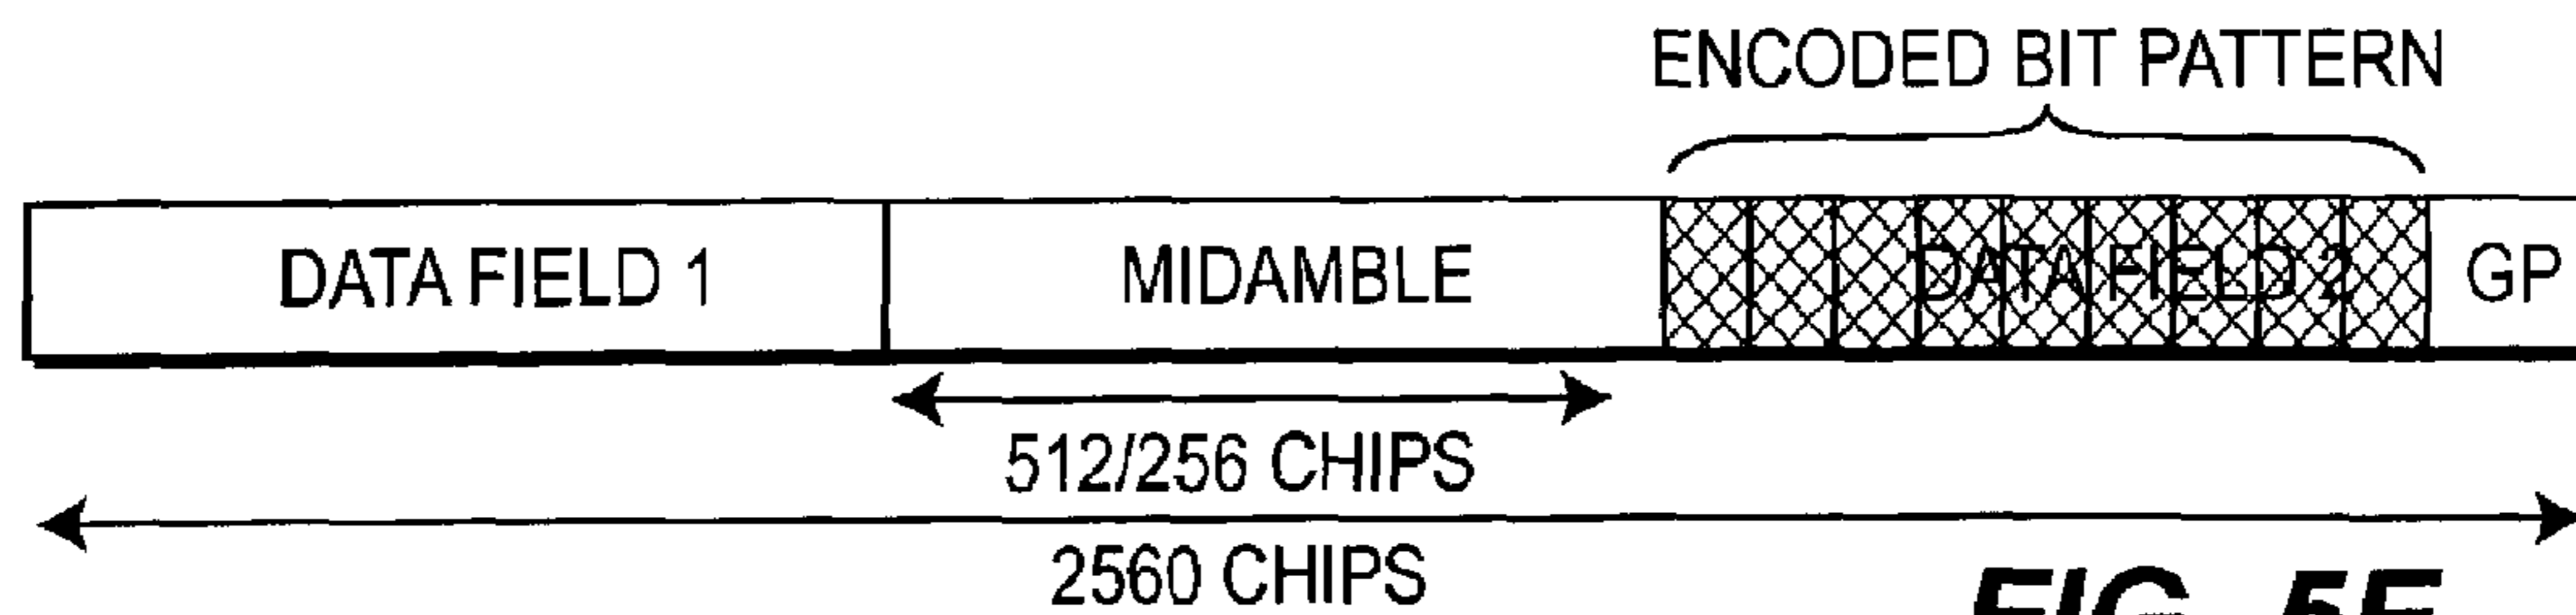 ENCODED BIT PATTERN
DATA FIELD 1 MIDAMBLE DATA FIELD 2 GP
512/256 CHIPS
2560 CHIPS